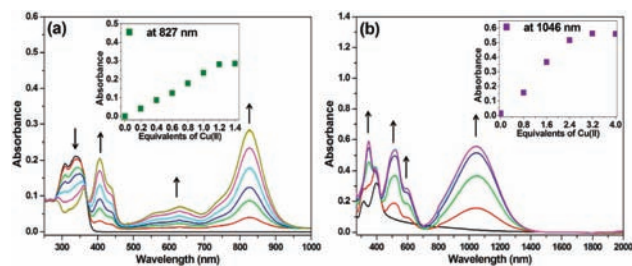 (a)
at 827 nm
0.6
0.5
0.4
0.3
0.2
0.1
0.0
Absorbance
0.4
0.3
0.2
0.1
0.0
Absorbance
0.0 0.2 0.4 0.6 0.8 1.0 1.2 1.4
Equivalents of Cu(II)
300 400 500 600 700 800 900 1000
Wavelength (nm)
(b)
at 1046 nm
1.4
1.2
1.0
0.8
0.6
0.4
0.2
0.0
Absorbance
0.6
0.5
0.4
0.3
0.2
0.1
0.0
Absorbance
0.0 0.8 1.6 2.4 3.2 4.0
Equivalents of Cu(II)
400 600 800 1000 1200 1400 1600 1800 2000
Wavelength (nm)